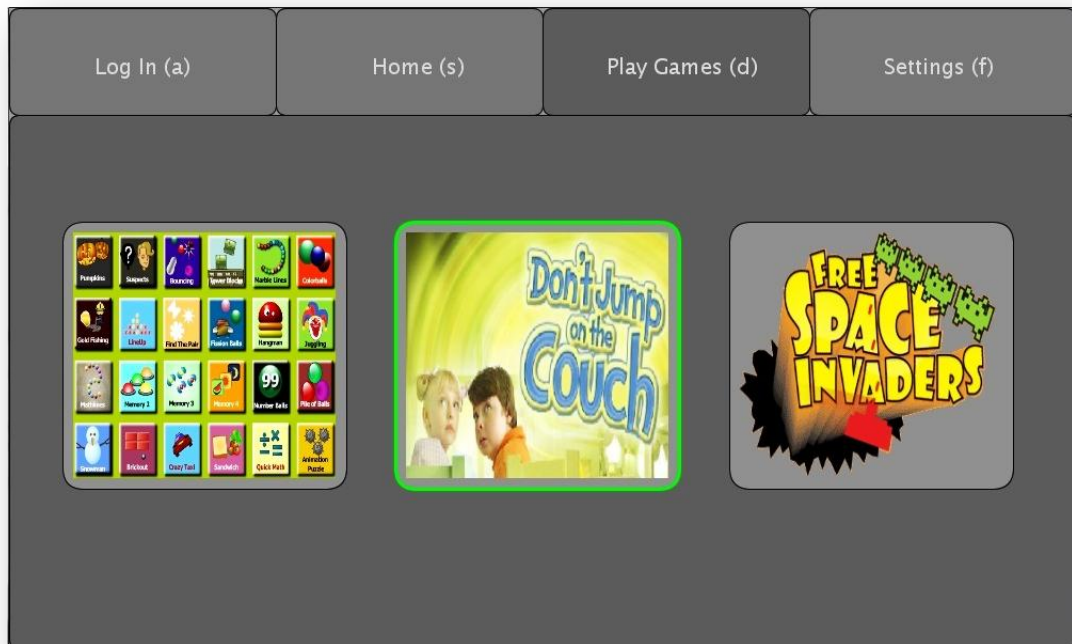 Log In (a)
Home (s)
Play Games (d)
Settings (f)
Pumpkins
Suspects
Bouncing
Tower Blocks
Marble Lines
Colorballs
Gold Fishing
LineUp
Find The Pair
Fusion Balls
Hangman
Juggling
Mathlines
Memory 2
Memory 3
Memory 4
99
Number Balls
Pile of Balls
Snowman
Brickout
Crazy Taxi
Sandwich
Quick Math
Animation
Puzzle
Don't Jump
on the
Couch
FREE
SPACE
INVADERS